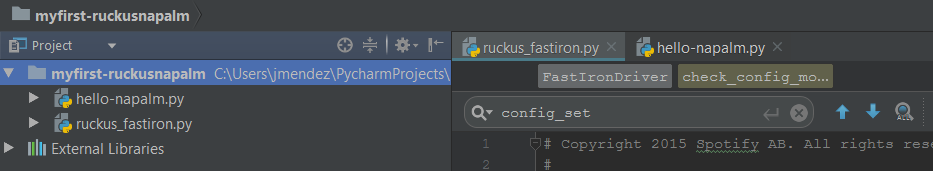 myfirst-ruckusnapalm
Project
ruckus_fastiron.py
hello-napalm.py
myfirst-ruckusnapalm C:\Users\jmendez\PycharmProjects\
FastIronDriver check_config_mo...
hello-napalm.py
config_set
ruckus_fastiron.py
External Libraries
1 # Copyright 2015 Spotify AB. All rights rese
2 #